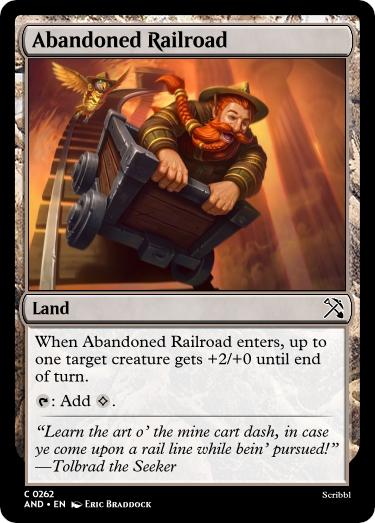 Abandoned Railroad
Land
When Abandoned Railroad enters, up to
one target creature gets +2/+0 until end
of turn.
: Add .
“Learn the art o’ the mine cart dash, in case
ye come upon a rail line while bein’ pursued!”
—Tolbrad the Seeker
C 0262
Scribbl
AND • EN Eric Braddock